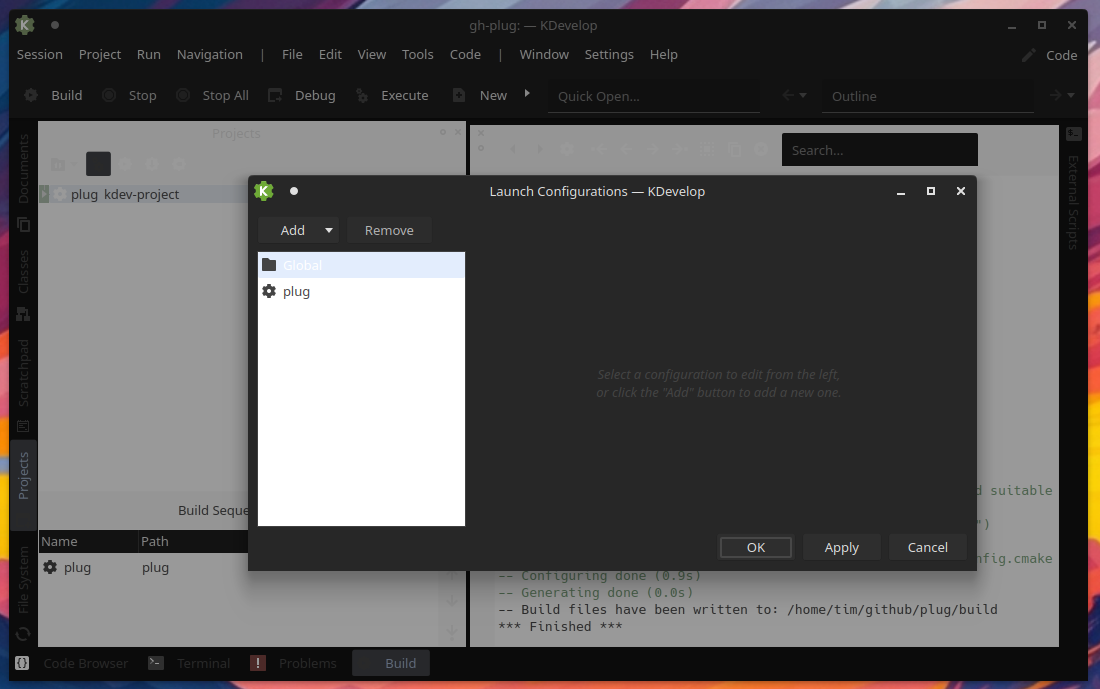 gh-plug: — KDevelop
Session Project Run Navigation | File Edit View Tools Code | Window Settings Help Code
Build Stop Stop All Debug Execute New Quick Open... Outline
Projects
Search...
plug kdev-project
Launch Configurations — KDevelop
Add Remove
Global
plug
Select a configuration to edit from the left,
or click the "Add" button to add a new one.
OK Apply Cancel
Documents
Classes
Scratchpad
Projects
File System
External Scripts
Build Seque
Name Path
plug plug
d suitable
")
nfig.cmake
-- Configuring done (0.9s)
-- Generating done (0.0s)
-- Build files have been written to: /home/tim/github/plug/build
*** Finished ***
Code Browser Terminal Problems Build